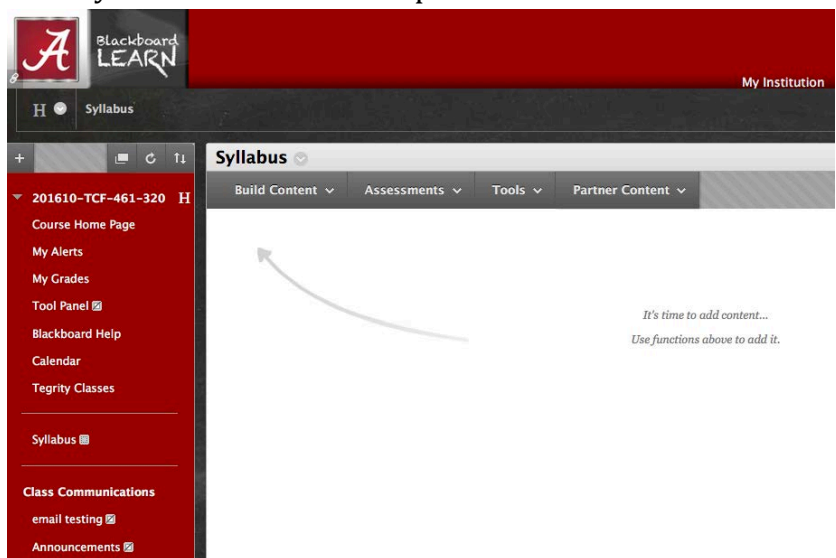 Blackboard
LEARN
A
My Institution
H Syllabus
Syllabus
201610-TCF-461-320 H
Course Home Page
My Alerts
My Grades
Tool Panel
Blackboard Help
Calendar
Tegrity Classes
Syllabus
Class Communications
email testing
Announcements
Build Content Assessments Tools Partner Content
It's time to add content...
Use functions above to add it.